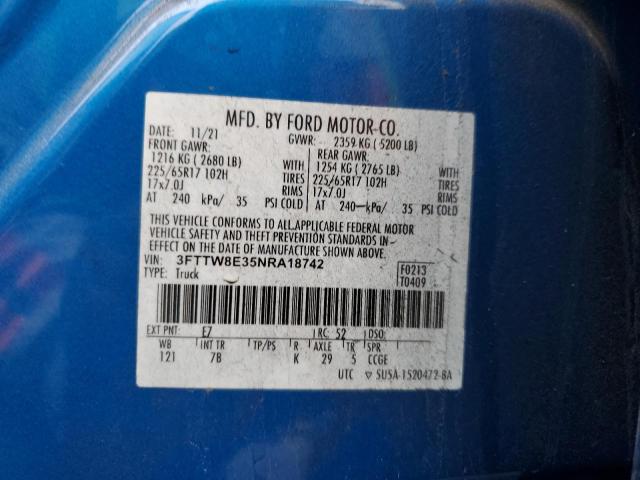 MFD. BY FORD MOTOR CO.
DATE: 11/21 GVWR: 2359 KG ( 5200 LB)
FRONT GAWR: REAR GAWR:
1216 KG ( 2680 LB) WITH 1254 KG ( 2765 LB) WITH
225/65R17 102H TIRES 225/65R17 102H TIRES
17x7.0J RIMS 17x7.0J RIMS
AT 240 kPa/ 35 PSI COLD AT 240 kPa/ 35 PSI COLD
THIS VEHICLE CONFORMS TO ALL APPLICABLE FEDERAL MOTOR
VEHICLE SAFETY AND THEFT PREVENTION STANDARDS IN
EFFECT ON THE DATE OF MANUFACTURE SHOWN ABOVE.
VIN: 3FTTW8E35NRA18742 F0213
TYPE: Truck T0409
EXT PNT: E7 RC: 52 DSO:
WB INT TR TP/PS R AXLE TR SPR
121 7B K 29 5 CCGE
UTC ▽ 5U5A-1520472-BA